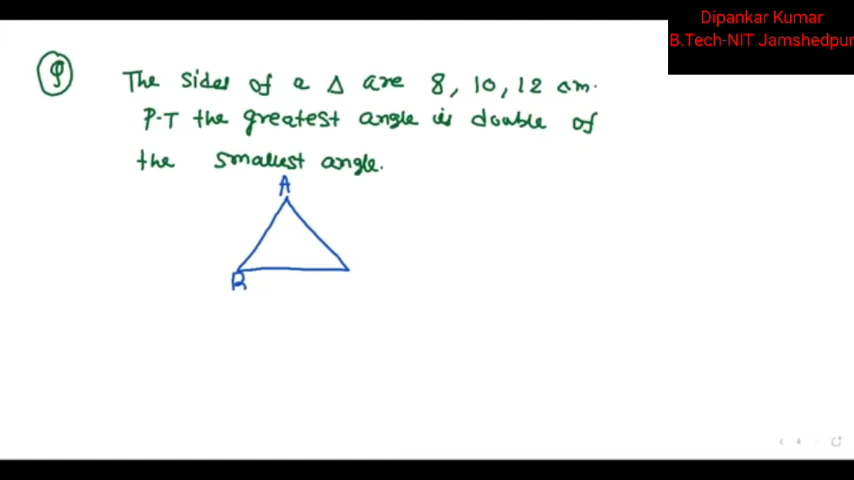 Dipankar Kumar
B.Tech-NIT Jamshedpur
Q The sides of a Δ are 8, 10, 12 cm.
P.T the greatest angle is double of
the smallest angle.
A
B